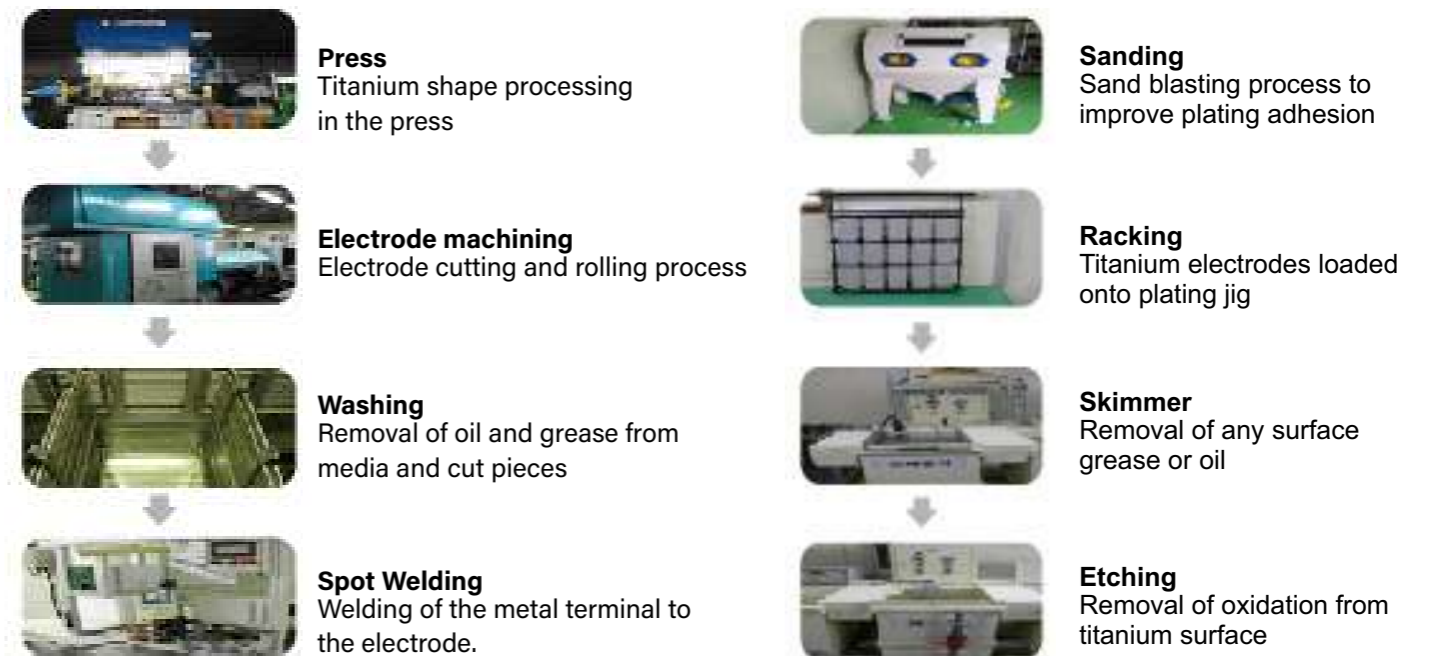 Press
Titanium shape processing
in the press
Electrode machining
Electrode cutting and rolling process
Washing
Removal of oil and grease from
media and cut pieces
Spot Welding
Welding of the metal terminal to
the electrode.
Sanding
Sand blasting process to
improve plating adhesion
Racking
Titanium electrodes loaded
onto plating jig
Skimmer
Removal of any surface
grease or oil
Etching
Removal of oxidation from
titanium surface